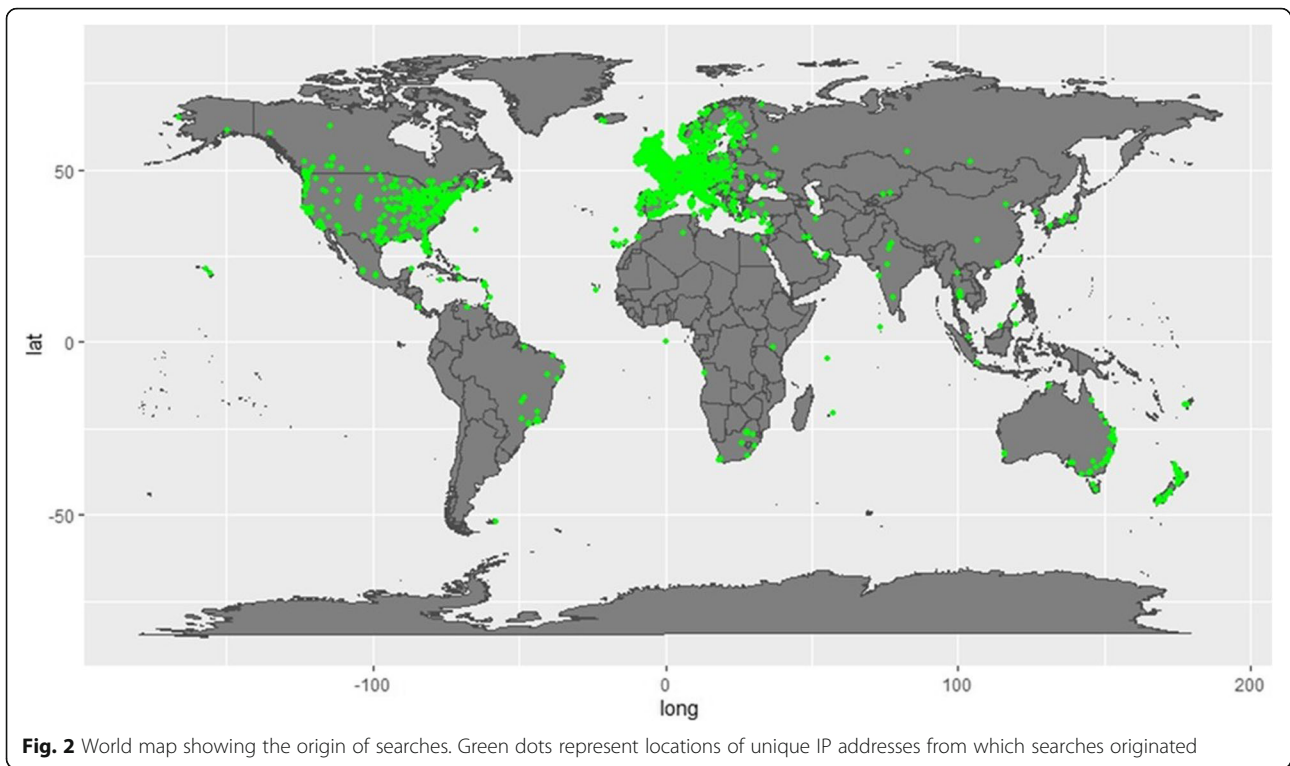 lat
50
0
-50
-100
0
100
200
long
Fig. 2 World map showing the origin of searches. Green dots represent locations of unique IP addresses from which searches originated